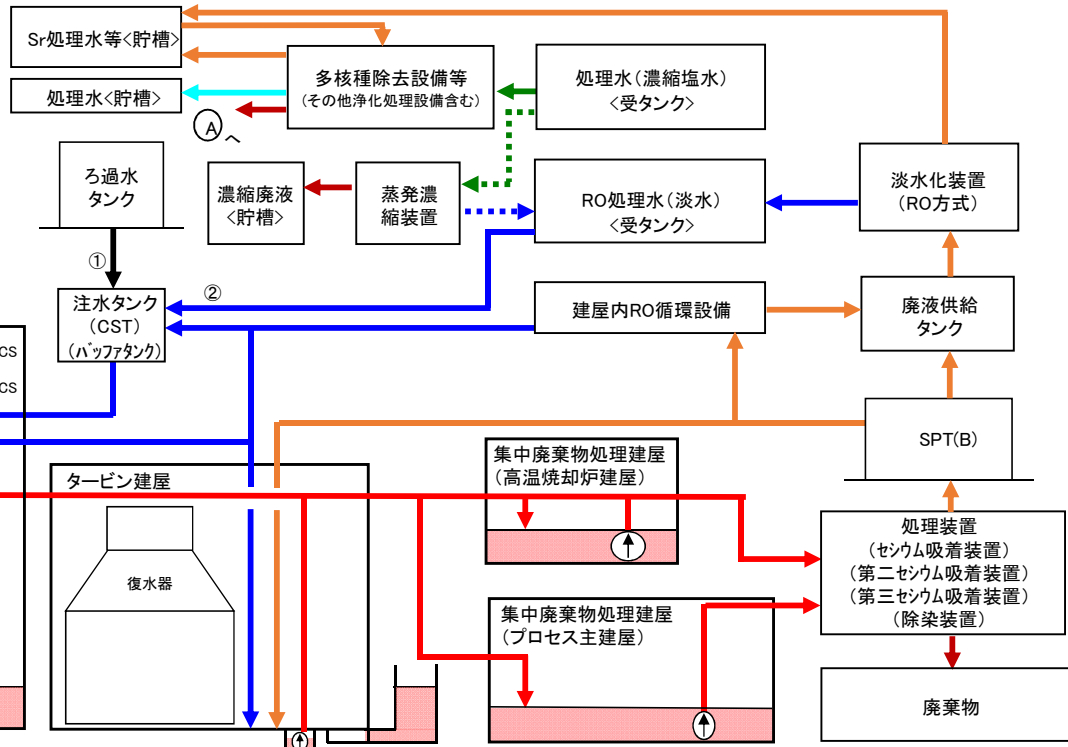 Sr処理水等<貯槽>
多核種除去設備等
(その他浄化処理設備含む)
処理水(濃縮塩水)
<受タンク>
処理水<貯槽>
A へ
ろ過水
タンク
濃縮廃液
<貯槽>
蒸発濃
縮装置
RO処理水(淡水)
<受タンク>
淡水化装置
(RO方式)
①
②
注水タンク
(CST)
(バッファタンク)
建屋内RO循環設備
廃液供給
タンク
CS
CS
SPT(B)
タービン建屋
集中廃棄物処理建屋
(高温焼却炉建屋)
復水器
処理装置
(セシウム吸着装置)
(第二セシウム吸着装置)
(第三セシウム吸着装置)
(除染装置)
集中廃棄物処理建屋
(プロセス主建屋)
廃棄物